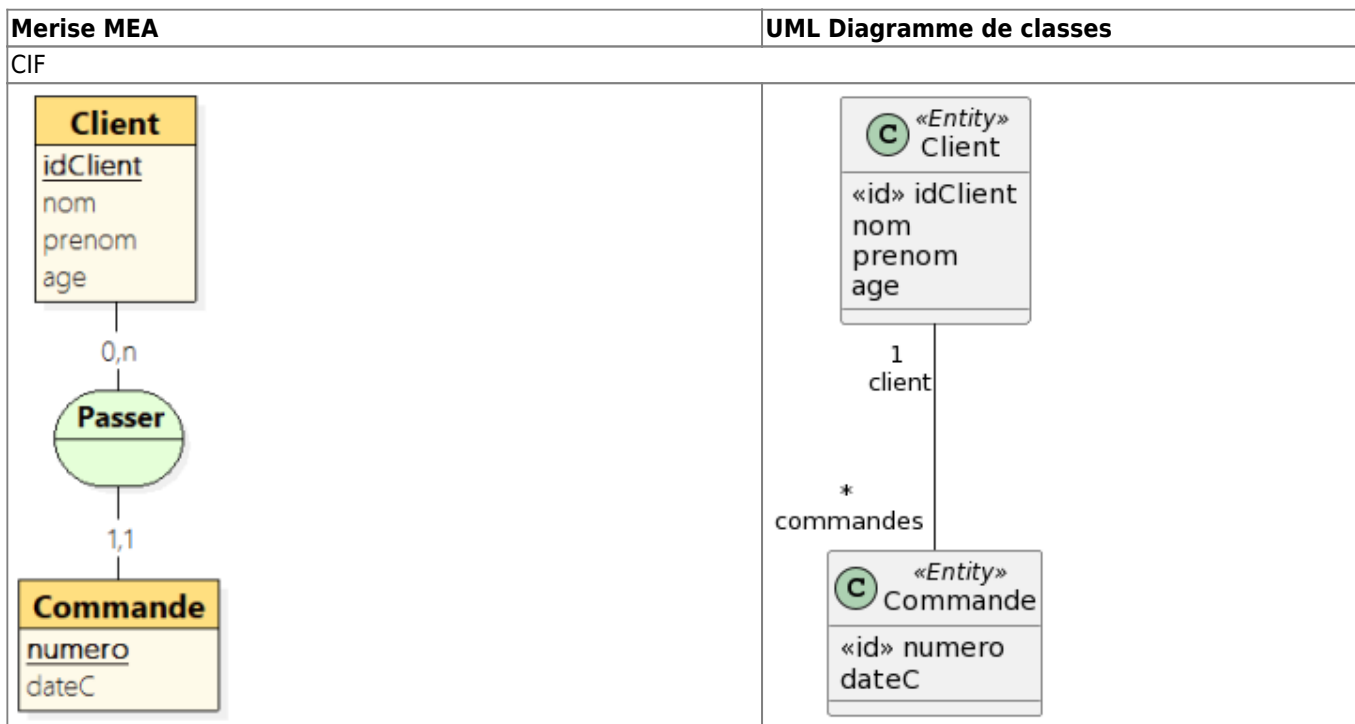 Merise MEA
UML Diagramme de classes
CIF
Client
idClient
nom
prenom
age
0,n
Passer
1,1
Commande
numero
dateC
C
«Entity»
Client
«id» idClient
nom
prenom
age
1
client
*
commandes
C
«Entity»
Commande
«id» numero
dateC